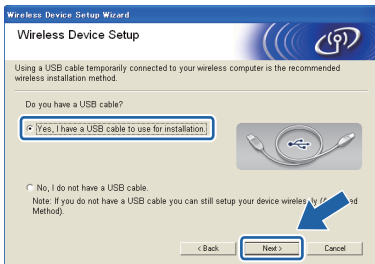 Wireless Device Setup Wizard
Wireless Device Setup
Using a USB cable temporarily connected to your wireless computer is the recommended
wireless installation method.
Do you have a USB cable?
Yes, I have a USB cable to use for installation.
No, I do not have a USB cable.
Note: If you do not have a USB cable you can still setup your device wirelessly
Method).
< Back
Next >
Cancel